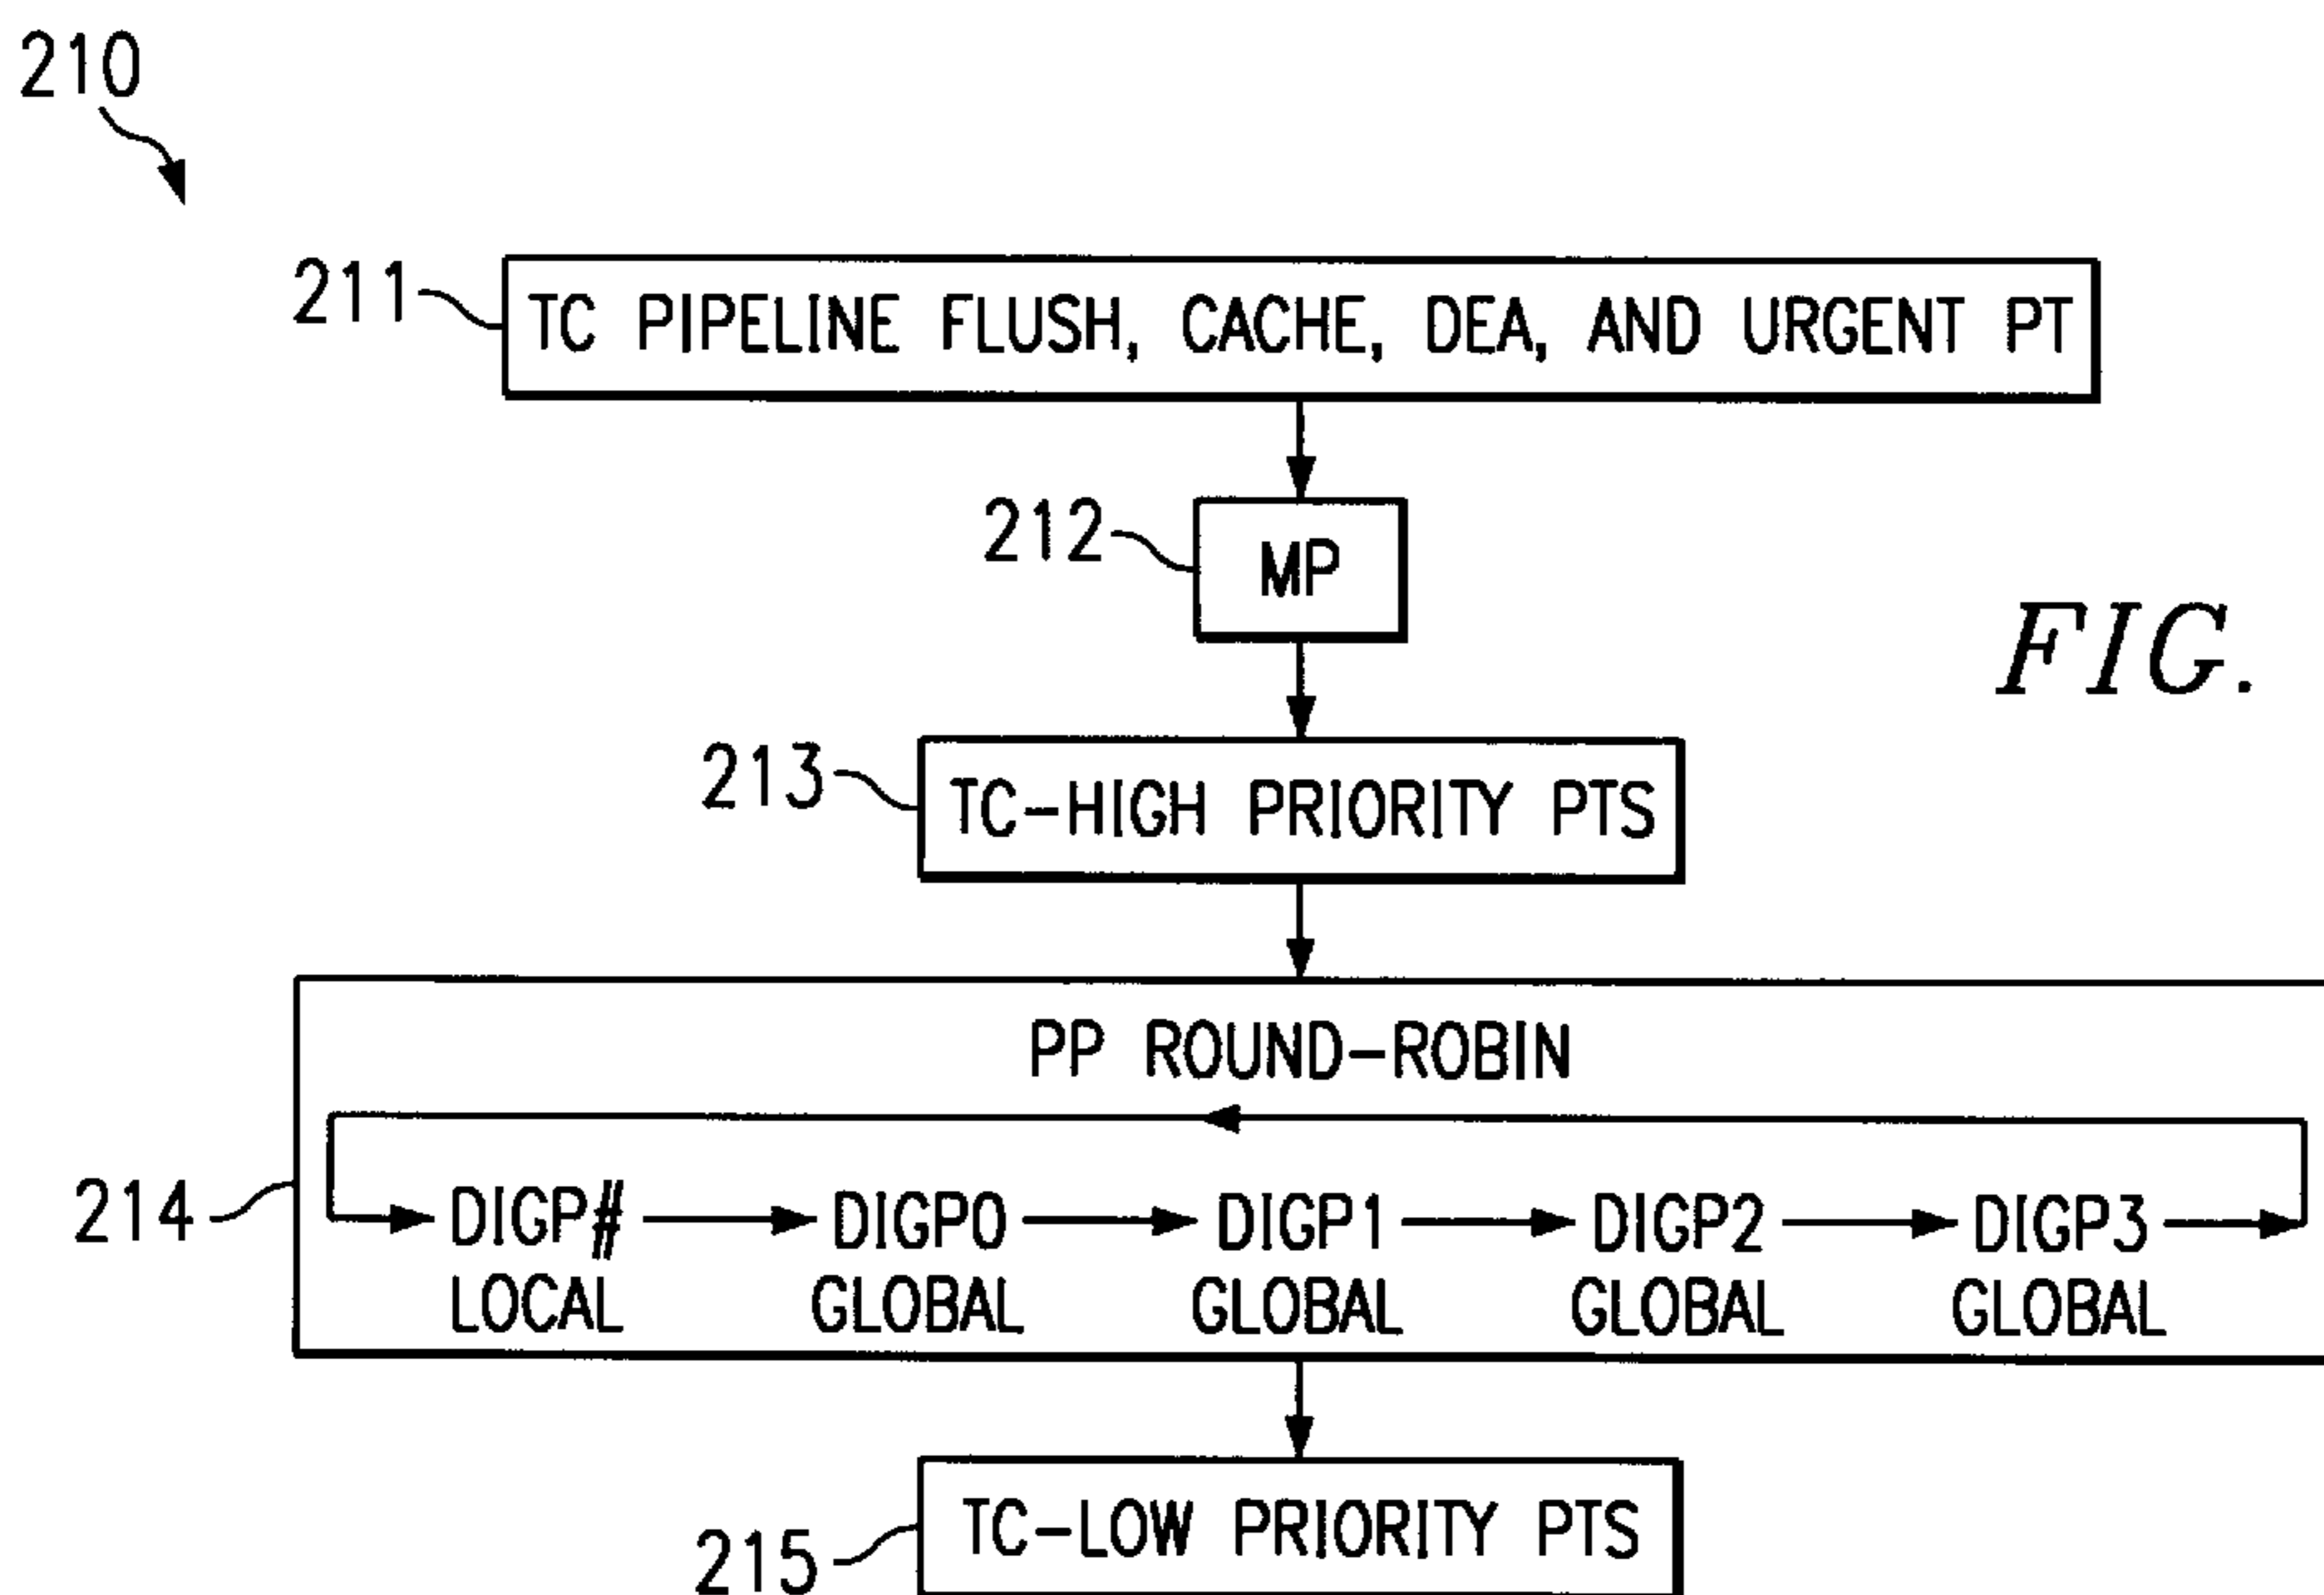 210
211 TC PIPELINE FLUSH, CACHE, DEA, AND URGENT PT
212 MP
FIG.
213 TC-HIGH PRIORITY PTS
PP ROUND-ROBIN
214 DIGP# DIGP0 DIGP1 DIGP2 DIGP3
LOCAL GLOBAL GLOBAL GLOBAL GLOBAL
215 TC-LOW PRIORITY PTS